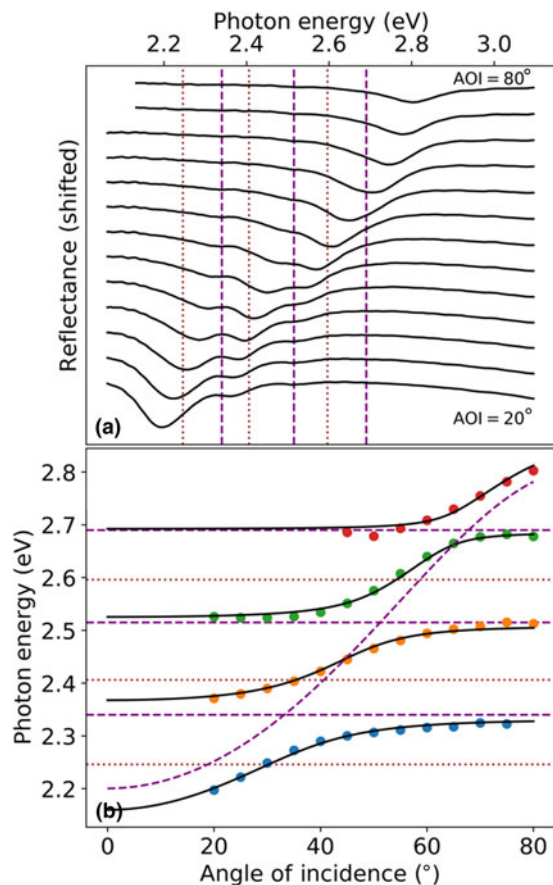 Photon energy (eV)
2.2 2.4 2.6 2.8 3.0
AOI = 80°
Reflectance (shifted)
(a)
AOI = 20°
2.8
2.7
2.6
2.5
2.4
2.3
2.2
Photon energy (eV)
(b)
0 20 40 60 80
Angle of incidence (°)